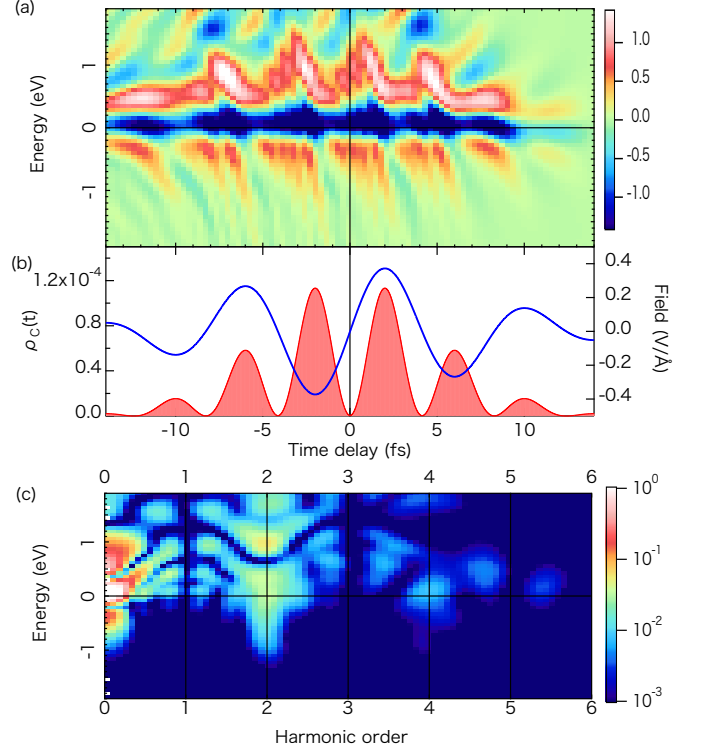 (a)
Energy (eV)
1
0
-1
1.0
0.5
0.0
-0.5
-1.0
(b)
ρC(t)
1.2x10-4
0.8
0.4
0.0
0.4
0.2
0.0
-0.2
-0.4
Field (V/Å)
-10 -5 0 5 10
Time delay (fs)
(c)
0 1 2 3 4 5 6
Energy (eV)
1
0
-1
10^0
10^-1
10^-2
10^-3
0 1 2 3 4 5 6
Harmonic order